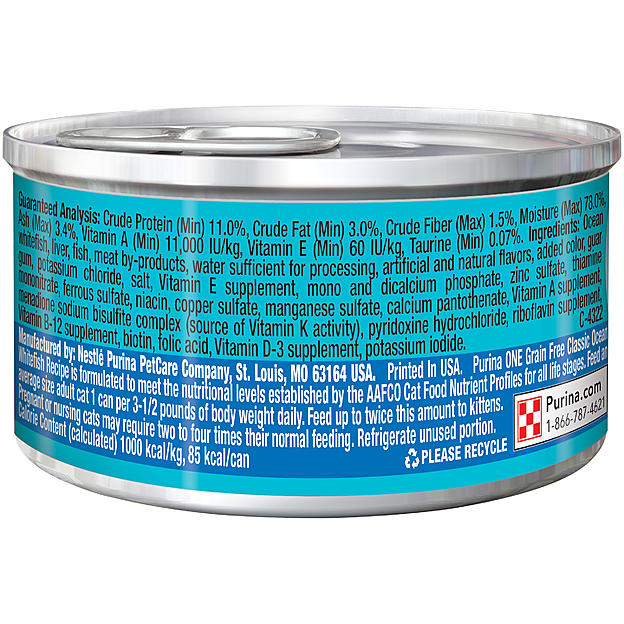 Guaranteed Analysis: Crude Protein (Min) 11.0%, Crude Fat (Min) 3.0%, Crude Fiber (Max) 1.5%, Moisture (Max) 78.0%,
Ash (Max) 3.4%, Vitamin A (Min) 11,000 IU/kg, Vitamin E (Min) 60 IU/kg, Taurine (Min) 0.07%. Ingredients: Ocean
whitefish, liver, fish, meat by-products, water sufficient for processing, artificial and natural flavors, added color, guar
gum, potassium chloride, salt, Vitamin E supplement, mono and dicalcium phosphate, zinc sulfate, thiamine
mononitrate, ferrous sulfate, niacin, copper sulfate, manganese sulfate, calcium pantothenate, Vitamin A supplement,
menadione sodium bisulfite complex (source of Vitamin K activity), pyridoxine hydrochloride, riboflavin supplement,
Vitamin B-12 supplement, biotin, folic acid, Vitamin D-3 supplement, potassium iodide. C-4322
Manufactured by: Nestlé Purina PetCare Company, St. Louis, MO 63164 USA. Printed in USA. Purina ONE Grain Free Classic Ocean
Whitefish Recipe is formulated to meet the nutritional levels established by the AAFCO Cat Food Nutrient Profiles for all life stages. Feed an
average size adult cat 1 can per 3-1/2 pounds of body weight daily. Feed up to twice this amount to kittens.
Pregnant or nursing cats may require two to four times their normal feeding. Refrigerate unused portion.
Calorie Content (calculated) 1000 kcal/kg, 85 kcal/can
PLEASE RECYCLE
Purina.com
1-866-787-4621